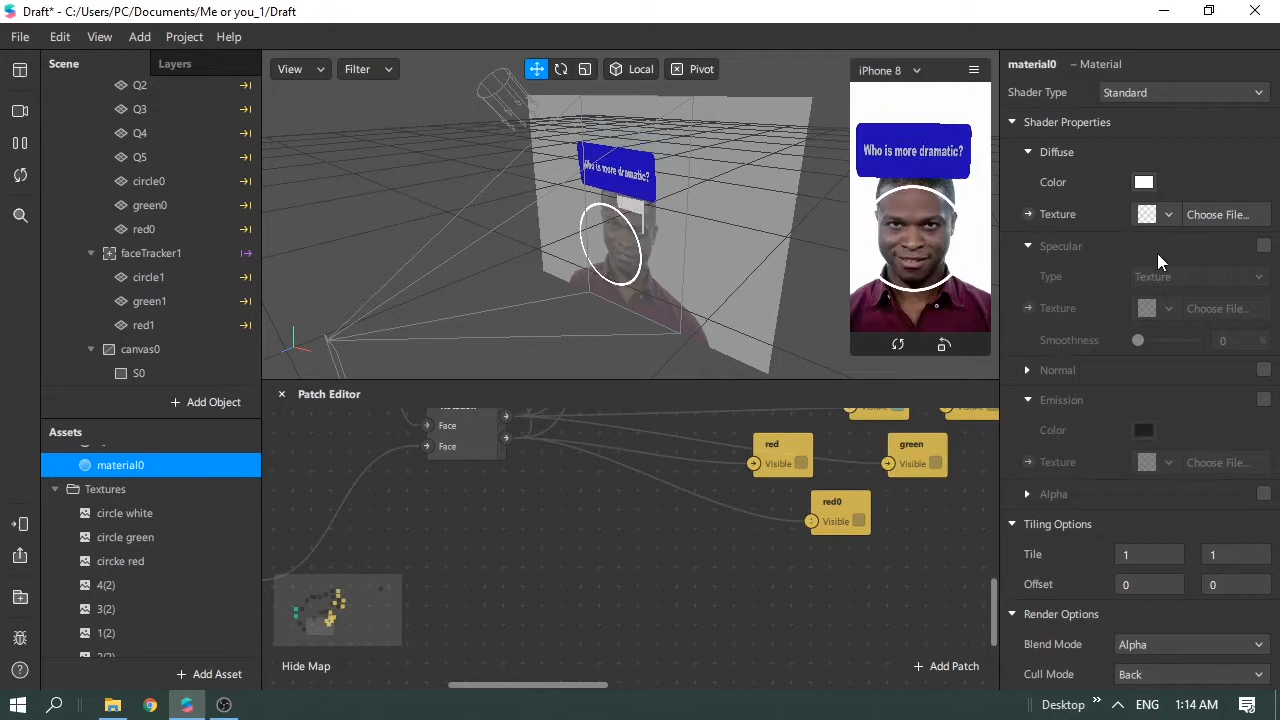 Draft* - C:/Users/PC/Documents/Me or you_1/Draft
File Edit View Add Project Help
Scene
Layers
Q2
Q3
Q4
Q5
circle0
green0
red0
faceTracker1
circle1
green1
red1
canvas0
S0
Add Object
Assets
material0
Textures
circle white
circle green
circke red
4(2)
3(2)
1(2)
Add Asset
View
Filter
Local
Pivot
Who is more dramatic?
iPhone 8
Who is more dramatic?
Patch Editor
Face
Face
Visible
Visible
red
Visible
green
Visible
red0
Visible
Hide Map
Add Patch
material0 – Material
Shader Type Standard
Shader Properties
Diffuse
Color
Texture Choose File...
Specular
Type Texture
Texture Choose File...
Smoothness 0 %
Normal
Emission
Color
Texture Choose File...
Alpha
Tiling Options
Tile 1 1
Offset 0 0
Render Options
Blend Mode Alpha
Cull Mode Back
Desktop ENG 1:14 AM